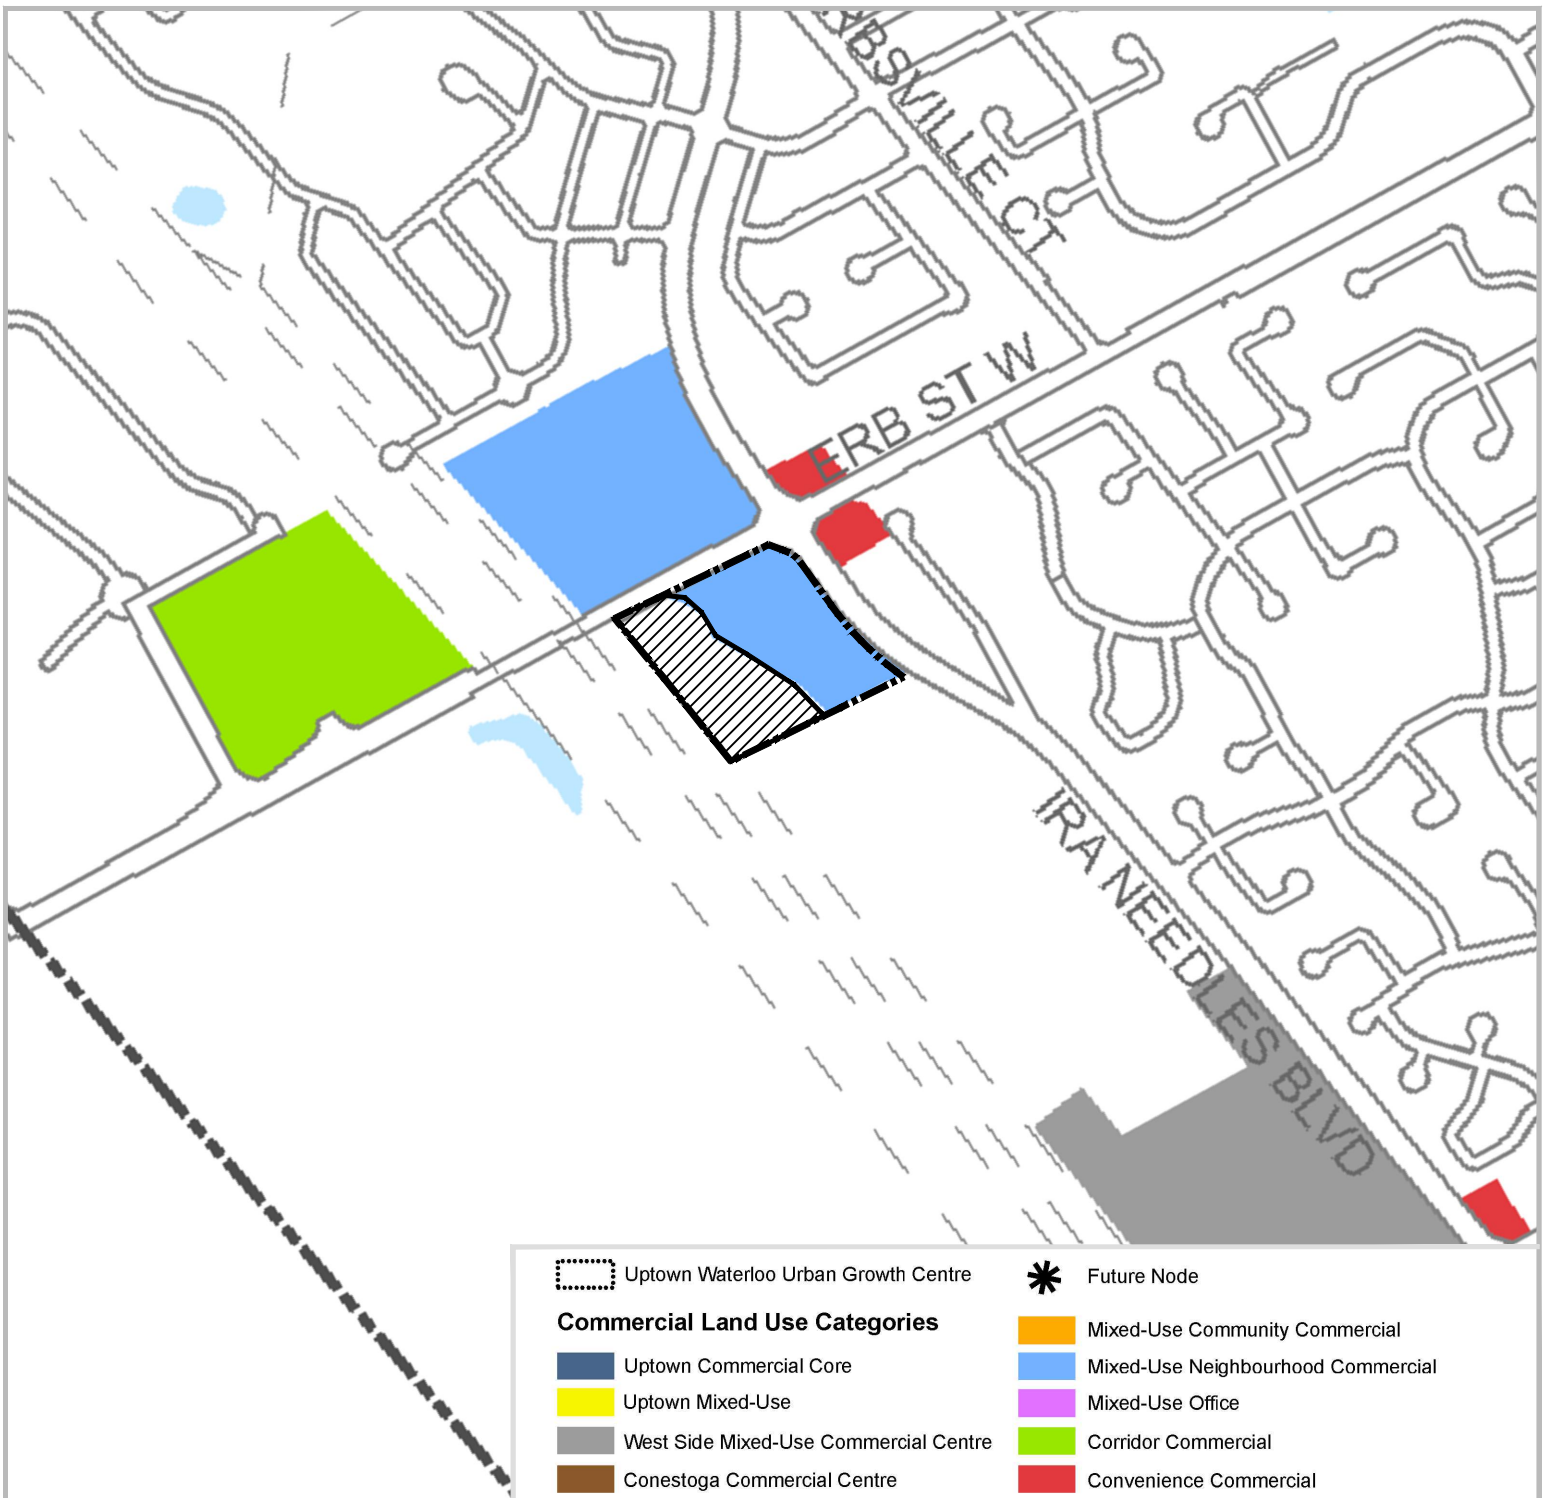 CT
ERB ST W
IRA NEEDLES BLVD
Uptown Waterloo Urban Growth Centre
Future Node
Commercial Land Use Categories
Mixed-Use Community Commercial
Uptown Commercial Core
Mixed-Use Neighbourhood Commercial
Uptown Mixed-Use
Mixed-Use Office
West Side Mixed-Use Commercial Centre
Corridor Commercial
Conestoga Commercial Centre
Convenience Commercial